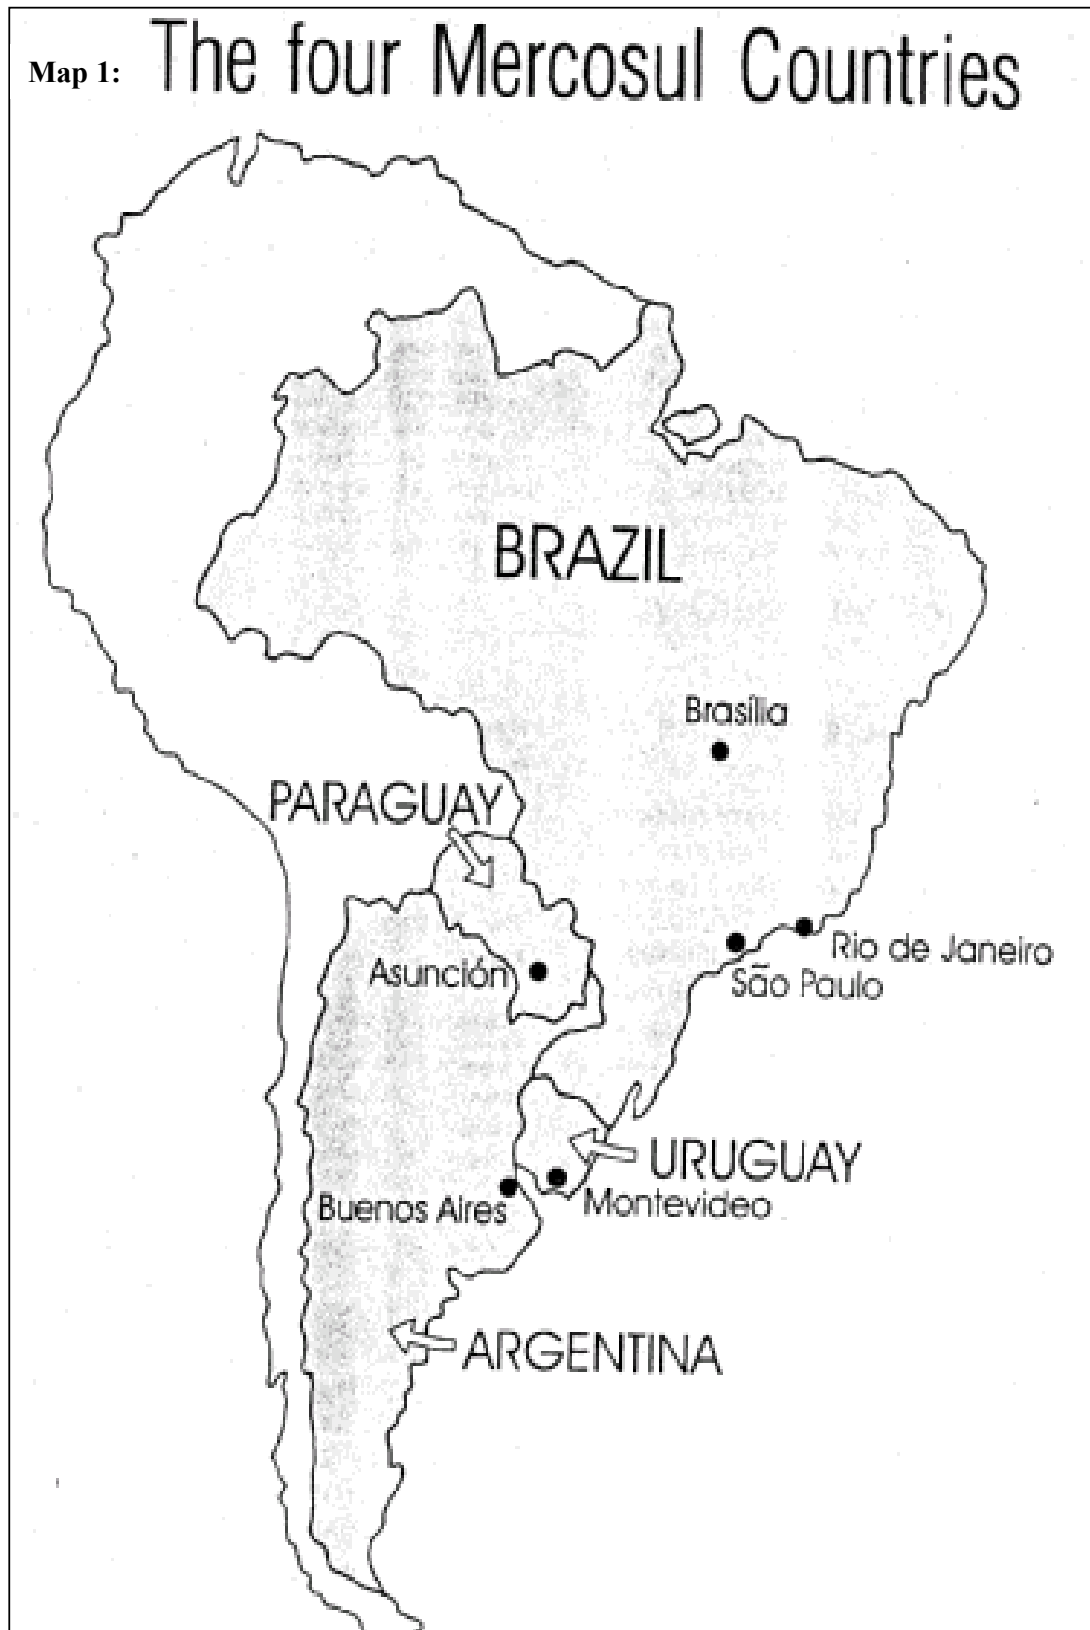 Map 1: The four Mercosul Countries
BRAZIL
Brasília
PARAGUAY
Rio de Janeiro
São Paulo
Asunción
URUGUAY
Montevideo
Buenos Aires
ARGENTINA